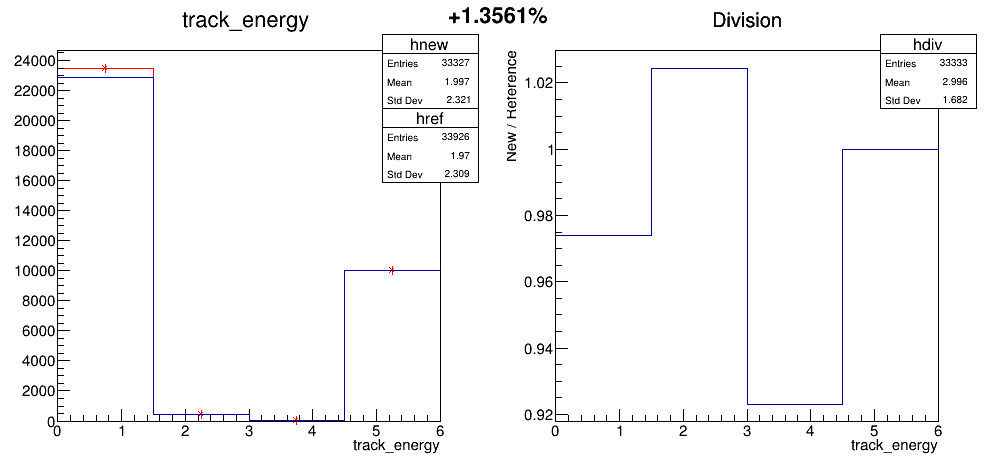 track_energy
+1.3561%
Division
hnew
Entries 33327
Mean 1.997
Std Dev 2.321
href
Entries 33926
Mean 1.97
Std Dev 2.309
24000
22000
20000
18000
16000
14000
12000
10000
8000
6000
4000
2000
0
0 1 2 3 4 5 6
track_energy
hdiv
Entries 33333
Mean 2.996
Std Dev 1.682
New / Reference
1.02
1
0.98
0.96
0.94
0.92
0 1 2 3 4 5 6
track_energy